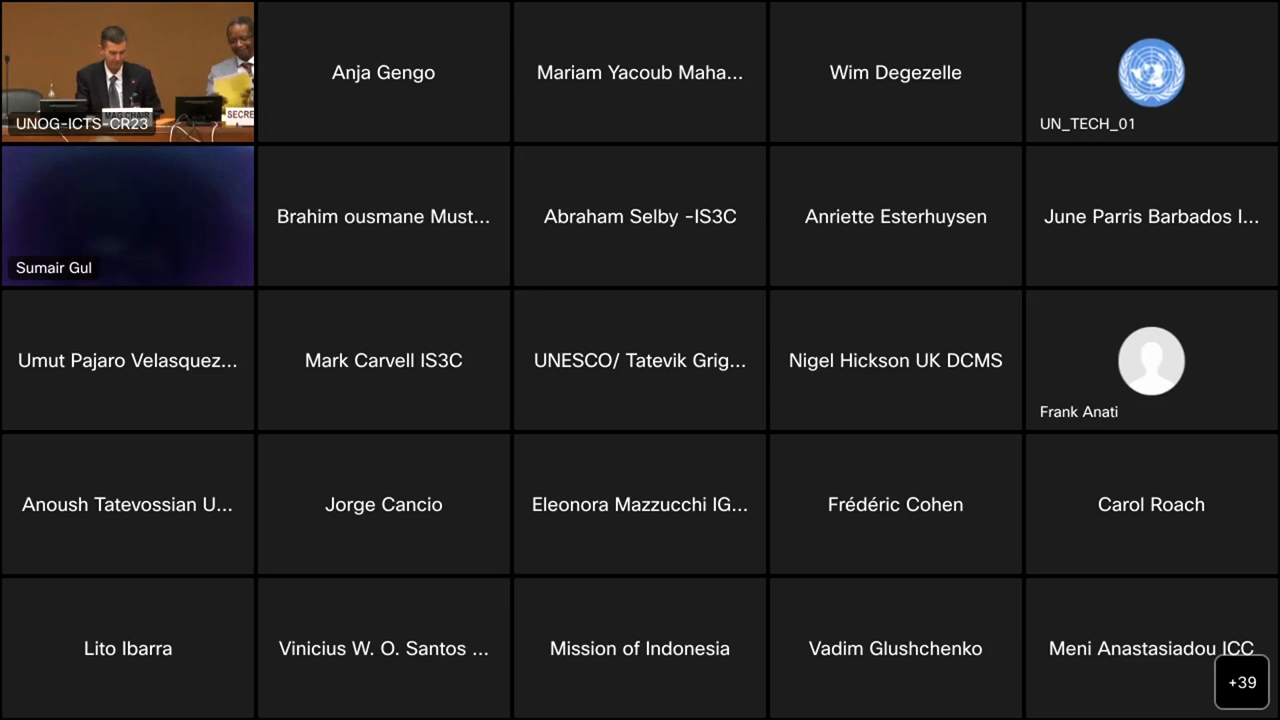 MAG CHAIR
SECRE
UNOG-ICTS-CR23
Anja Gengo
Mariam Yacoub Maha...
Wim Degezelle
UN_TECH_01
Sumair Gul
Brahim ousmane Must...
Abraham Selby -IS3C
Anriette Esterhuysen
June Parris Barbados I...
Umut Pajaro Velasquez...
Mark Carvell IS3C
UNESCO/ Tatevik Grig...
Nigel Hickson UK DCMS
Frank Anati
Anoush Tatevossian U...
Jorge Cancio
Eleonora Mazzucchi IG...
Frédéric Cohen
Carol Roach
Lito Ibarra
Vinicius W. O. Santos ...
Mission of Indonesia
Vadim Glushchenko
Meni Anastasiadou ICC
+39